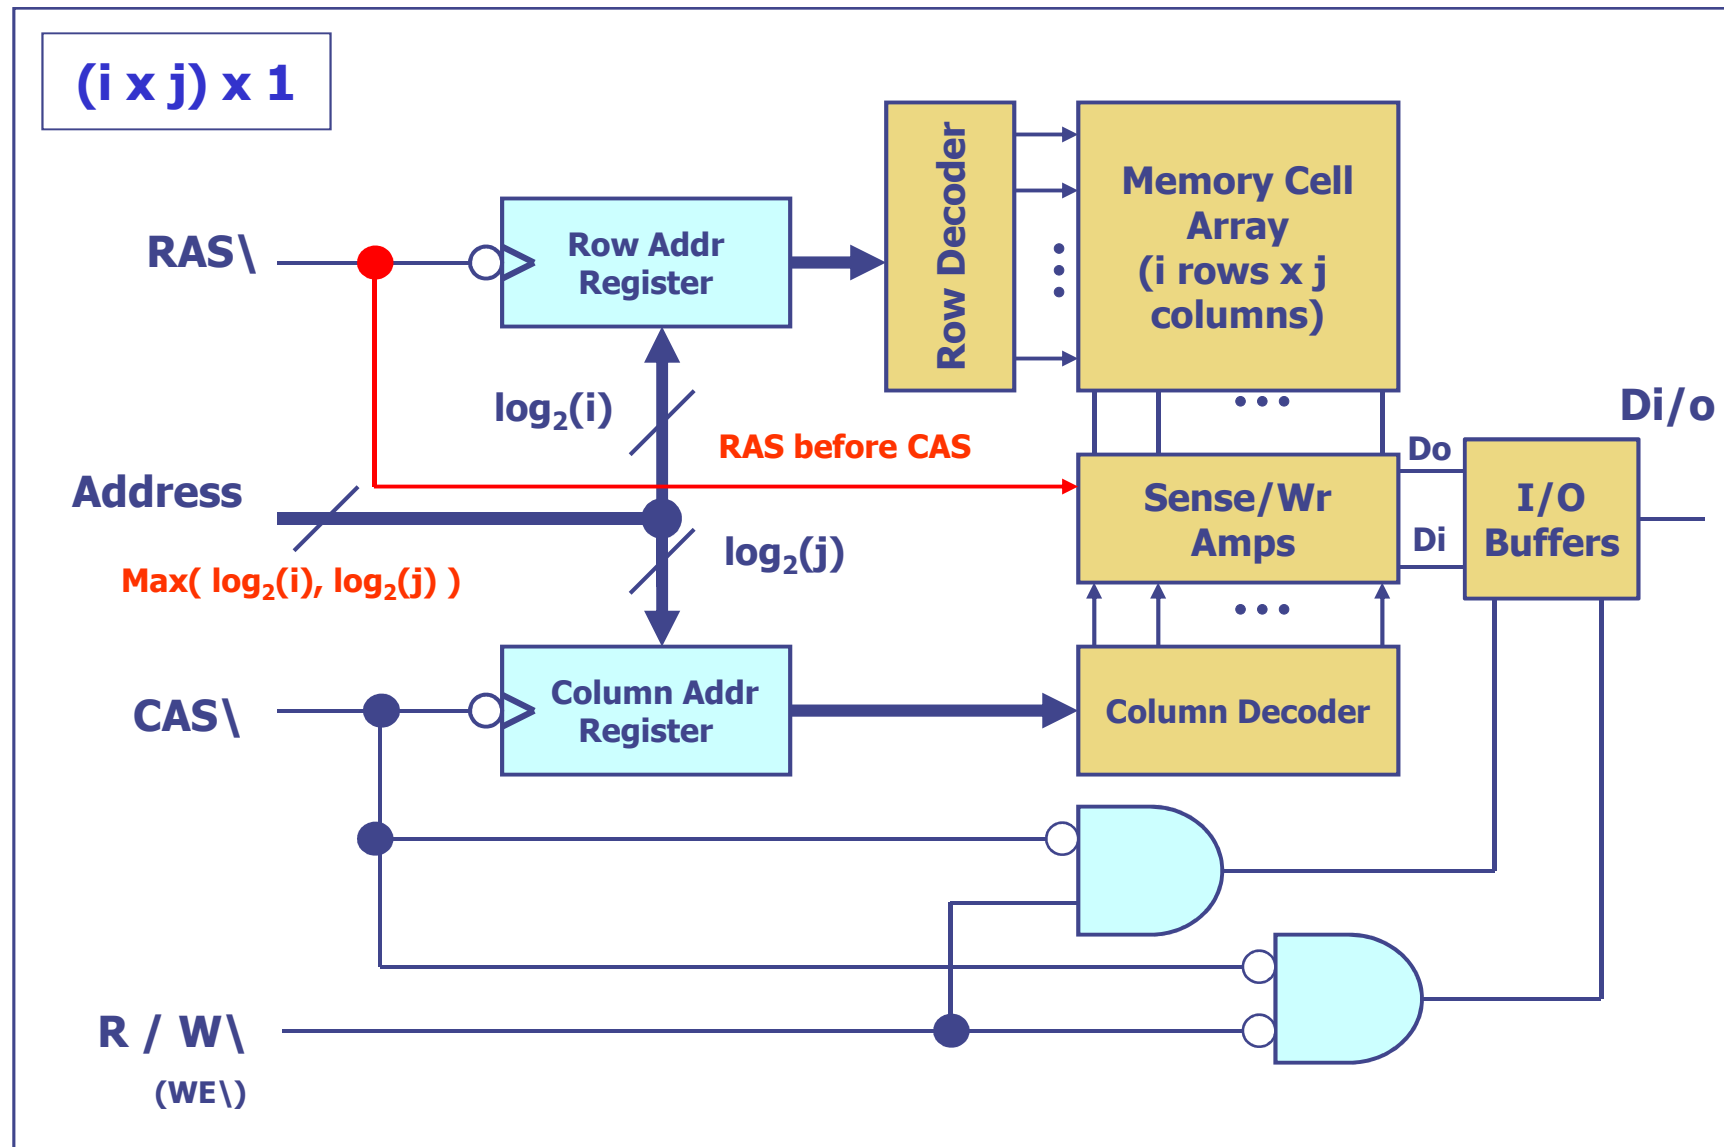 (i x j) x 1
RAS\
Row Addr
Register
Row Decoder
Memory Cell
Array
(i rows x j
columns)
• • •
log₂(i)
RAS before CAS
Di/o
Do
Address
Sense/Wr
Amps
I/O
Buffers
Di
log₂(j)
Max( log₂(i), log₂(j) )
• • •
CAS\
Column Addr
Register
Column Decoder
R / W\
(WE\)